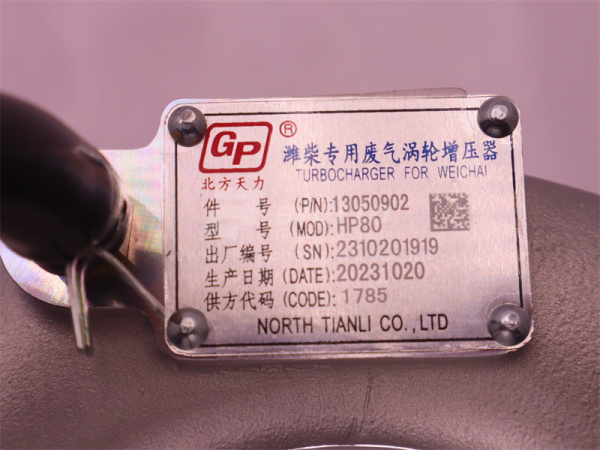 GP®
北方天力
潍柴专用废气涡轮增压器
TURBOCHARGER FOR WEICHAI
件 号 (P/N):13050902
型 号 (MOD):HP80
出厂编号 (SN):2310201919
生产日期 (DATE):20231020
供方代码 (CODE):1785
NORTH TIANLI CO.,LTD